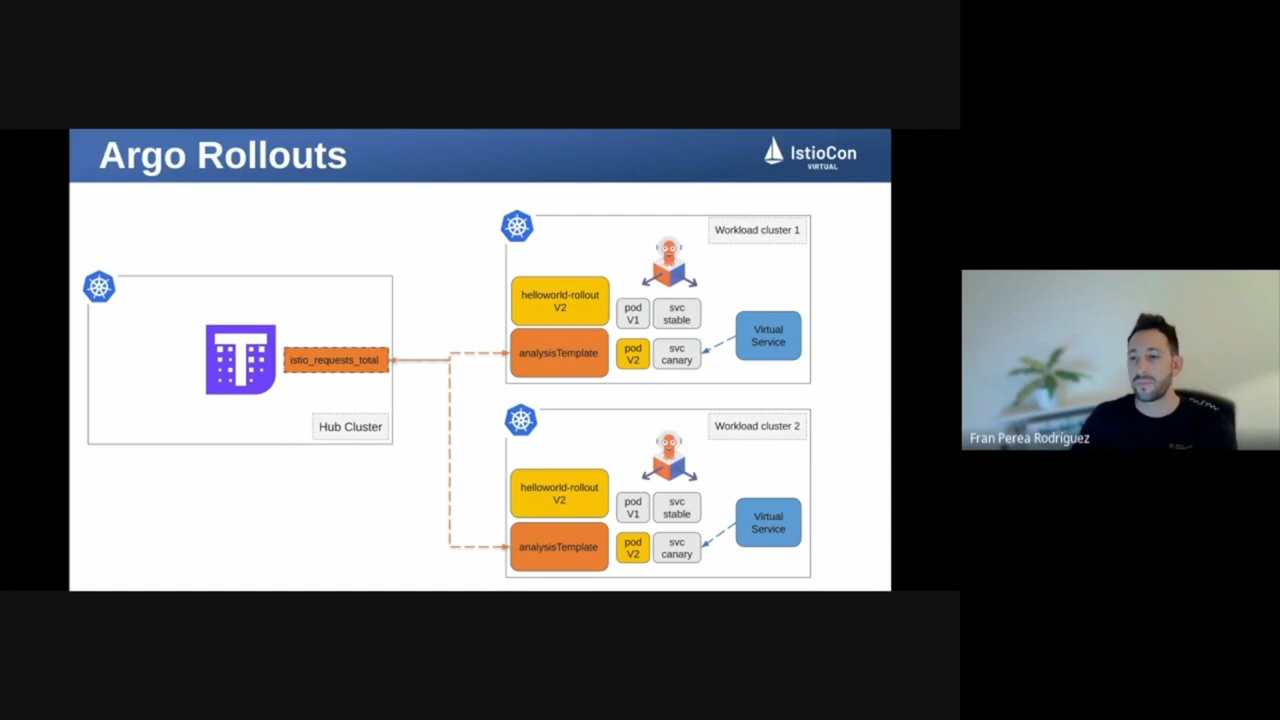 Argo Rollouts
IstioCon
VIRTUAL
istio_requests_total
Hub Cluster
Workload cluster 1
helloworld-rollout
V2
analysisTemplate
pod
V1
svc
stable
pod
V2
svc
canary
Virtual
Service
Workload cluster 2
helloworld-rollout
V2
analysisTemplate
pod
V1
svc
stable
pod
V2
svc
canary
Virtual
Service
Fran Perea Rodríguez